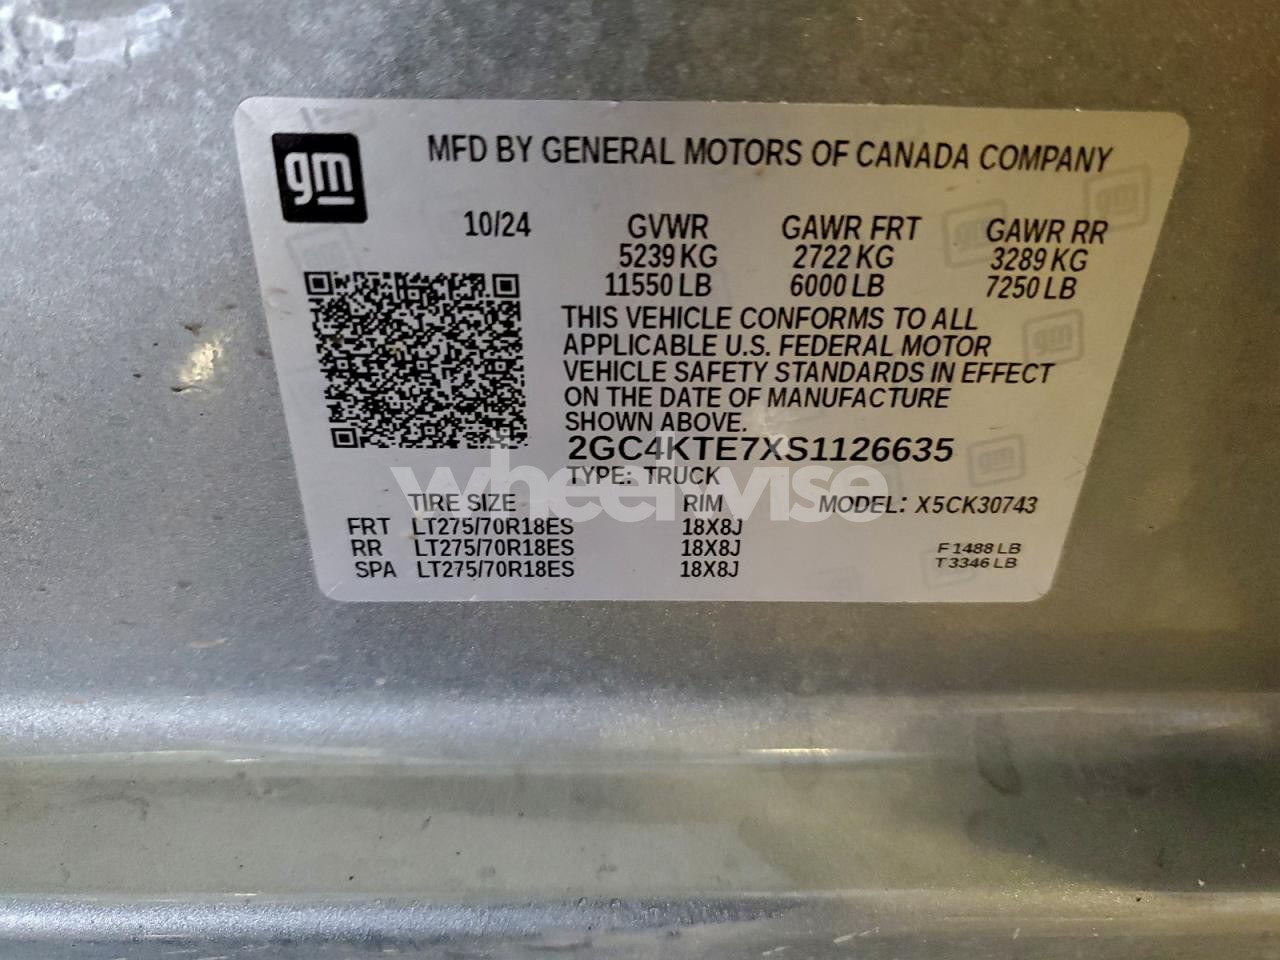 gm
MFD BY GENERAL MOTORS OF CANADA COMPANY
10/24 GVWR GAWR FRT GAWR RR
5239 KG 2722 KG 3289 KG
11550 LB 6000 LB 7250 LB
THIS VEHICLE CONFORMS TO ALL
APPLICABLE U.S. FEDERAL MOTOR
VEHICLE SAFETY STANDARDS IN EFFECT
ON THE DATE OF MANUFACTURE
SHOWN ABOVE.
2GC4KTE7XS1126635
TYPE: TRUCK
wheelwise
TIRE SIZE RIM MODEL: X5CK30743
FRT LT275/70R18ES 18X8J
RR LT275/70R18ES 18X8J F 1488 LB
SPA LT275/70R18ES 18X8J T 3346 LB